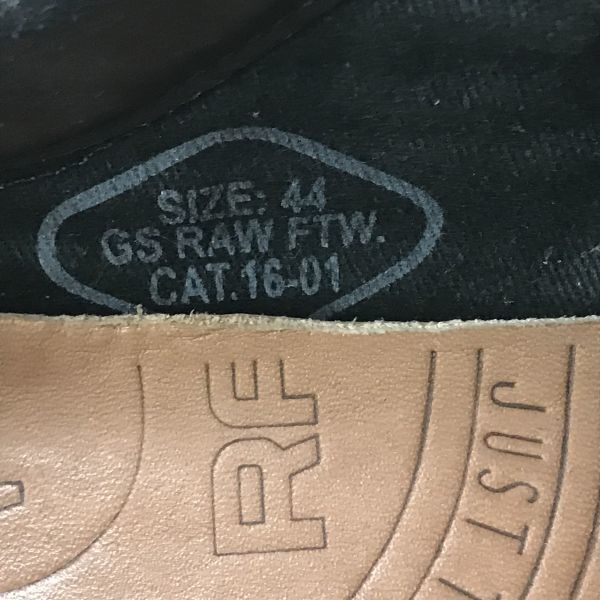 SIZE: 44
GS RAW FTW.
CAT.16-01
RF
JUST